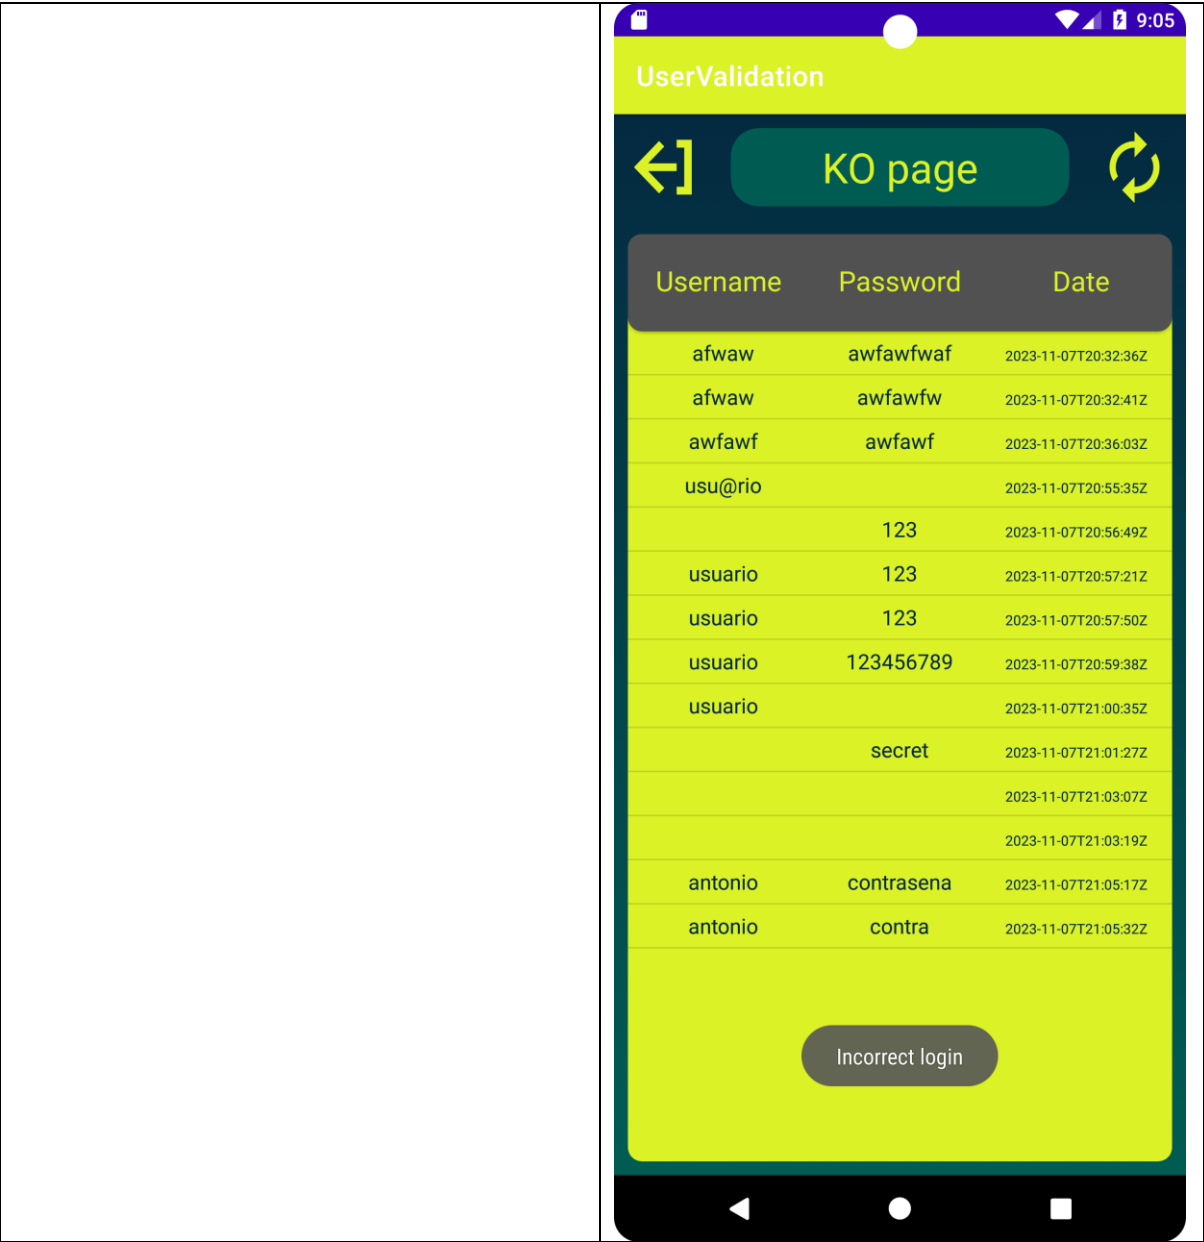 9:05
UserValidation
KO page
Username Password Date
afwaw awfawfwaf 2023-11-07T20:32:36Z
afwaw awfawfw 2023-11-07T20:32:41Z
awfawf awfawf 2023-11-07T20:36:03Z
usu@rio 2023-11-07T20:55:35Z
123 2023-11-07T20:56:49Z
usuario 123 2023-11-07T20:57:21Z
usuario 123 2023-11-07T20:57:50Z
usuario 123456789 2023-11-07T20:59:38Z
usuario 2023-11-07T21:00:35Z
secret 2023-11-07T21:01:27Z
2023-11-07T21:03:07Z
2023-11-07T21:03:19Z
antonio contrasena 2023-11-07T21:05:17Z
antonio contra 2023-11-07T21:05:32Z
Incorrect login